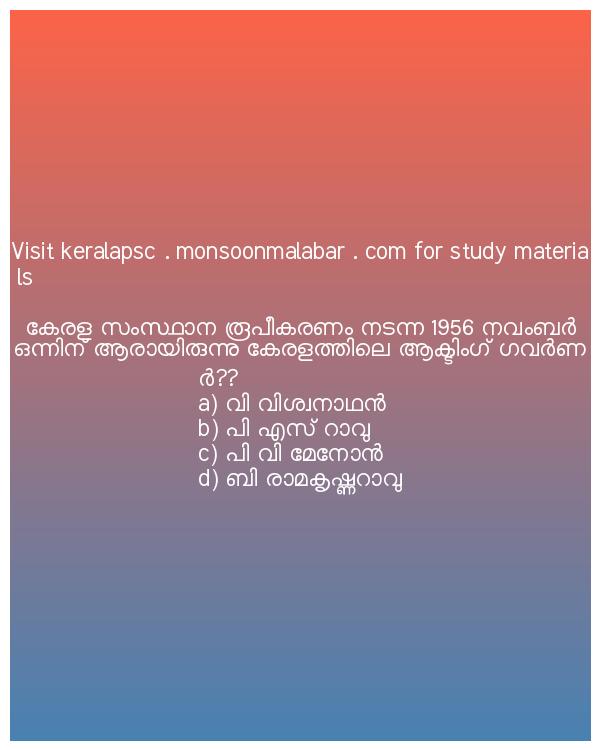 Visit keralapsc . monsoonmalabar . com for study materia
ls
കേരള സംസ്ഥാന രൂപീകരണം നടന്ന 1956 നവംബർ
ഒന്നിന് ആരായിരുന്നു കേരളത്തിലെ ആക്ടിംഗ് ഗവർണ
ർ??
a) വി വിശ്വനാഥൻ
b) പി എസ് റാവു
c) പി വി മേനോൻ
d) ബി രാമകൃഷ്ണറാവു